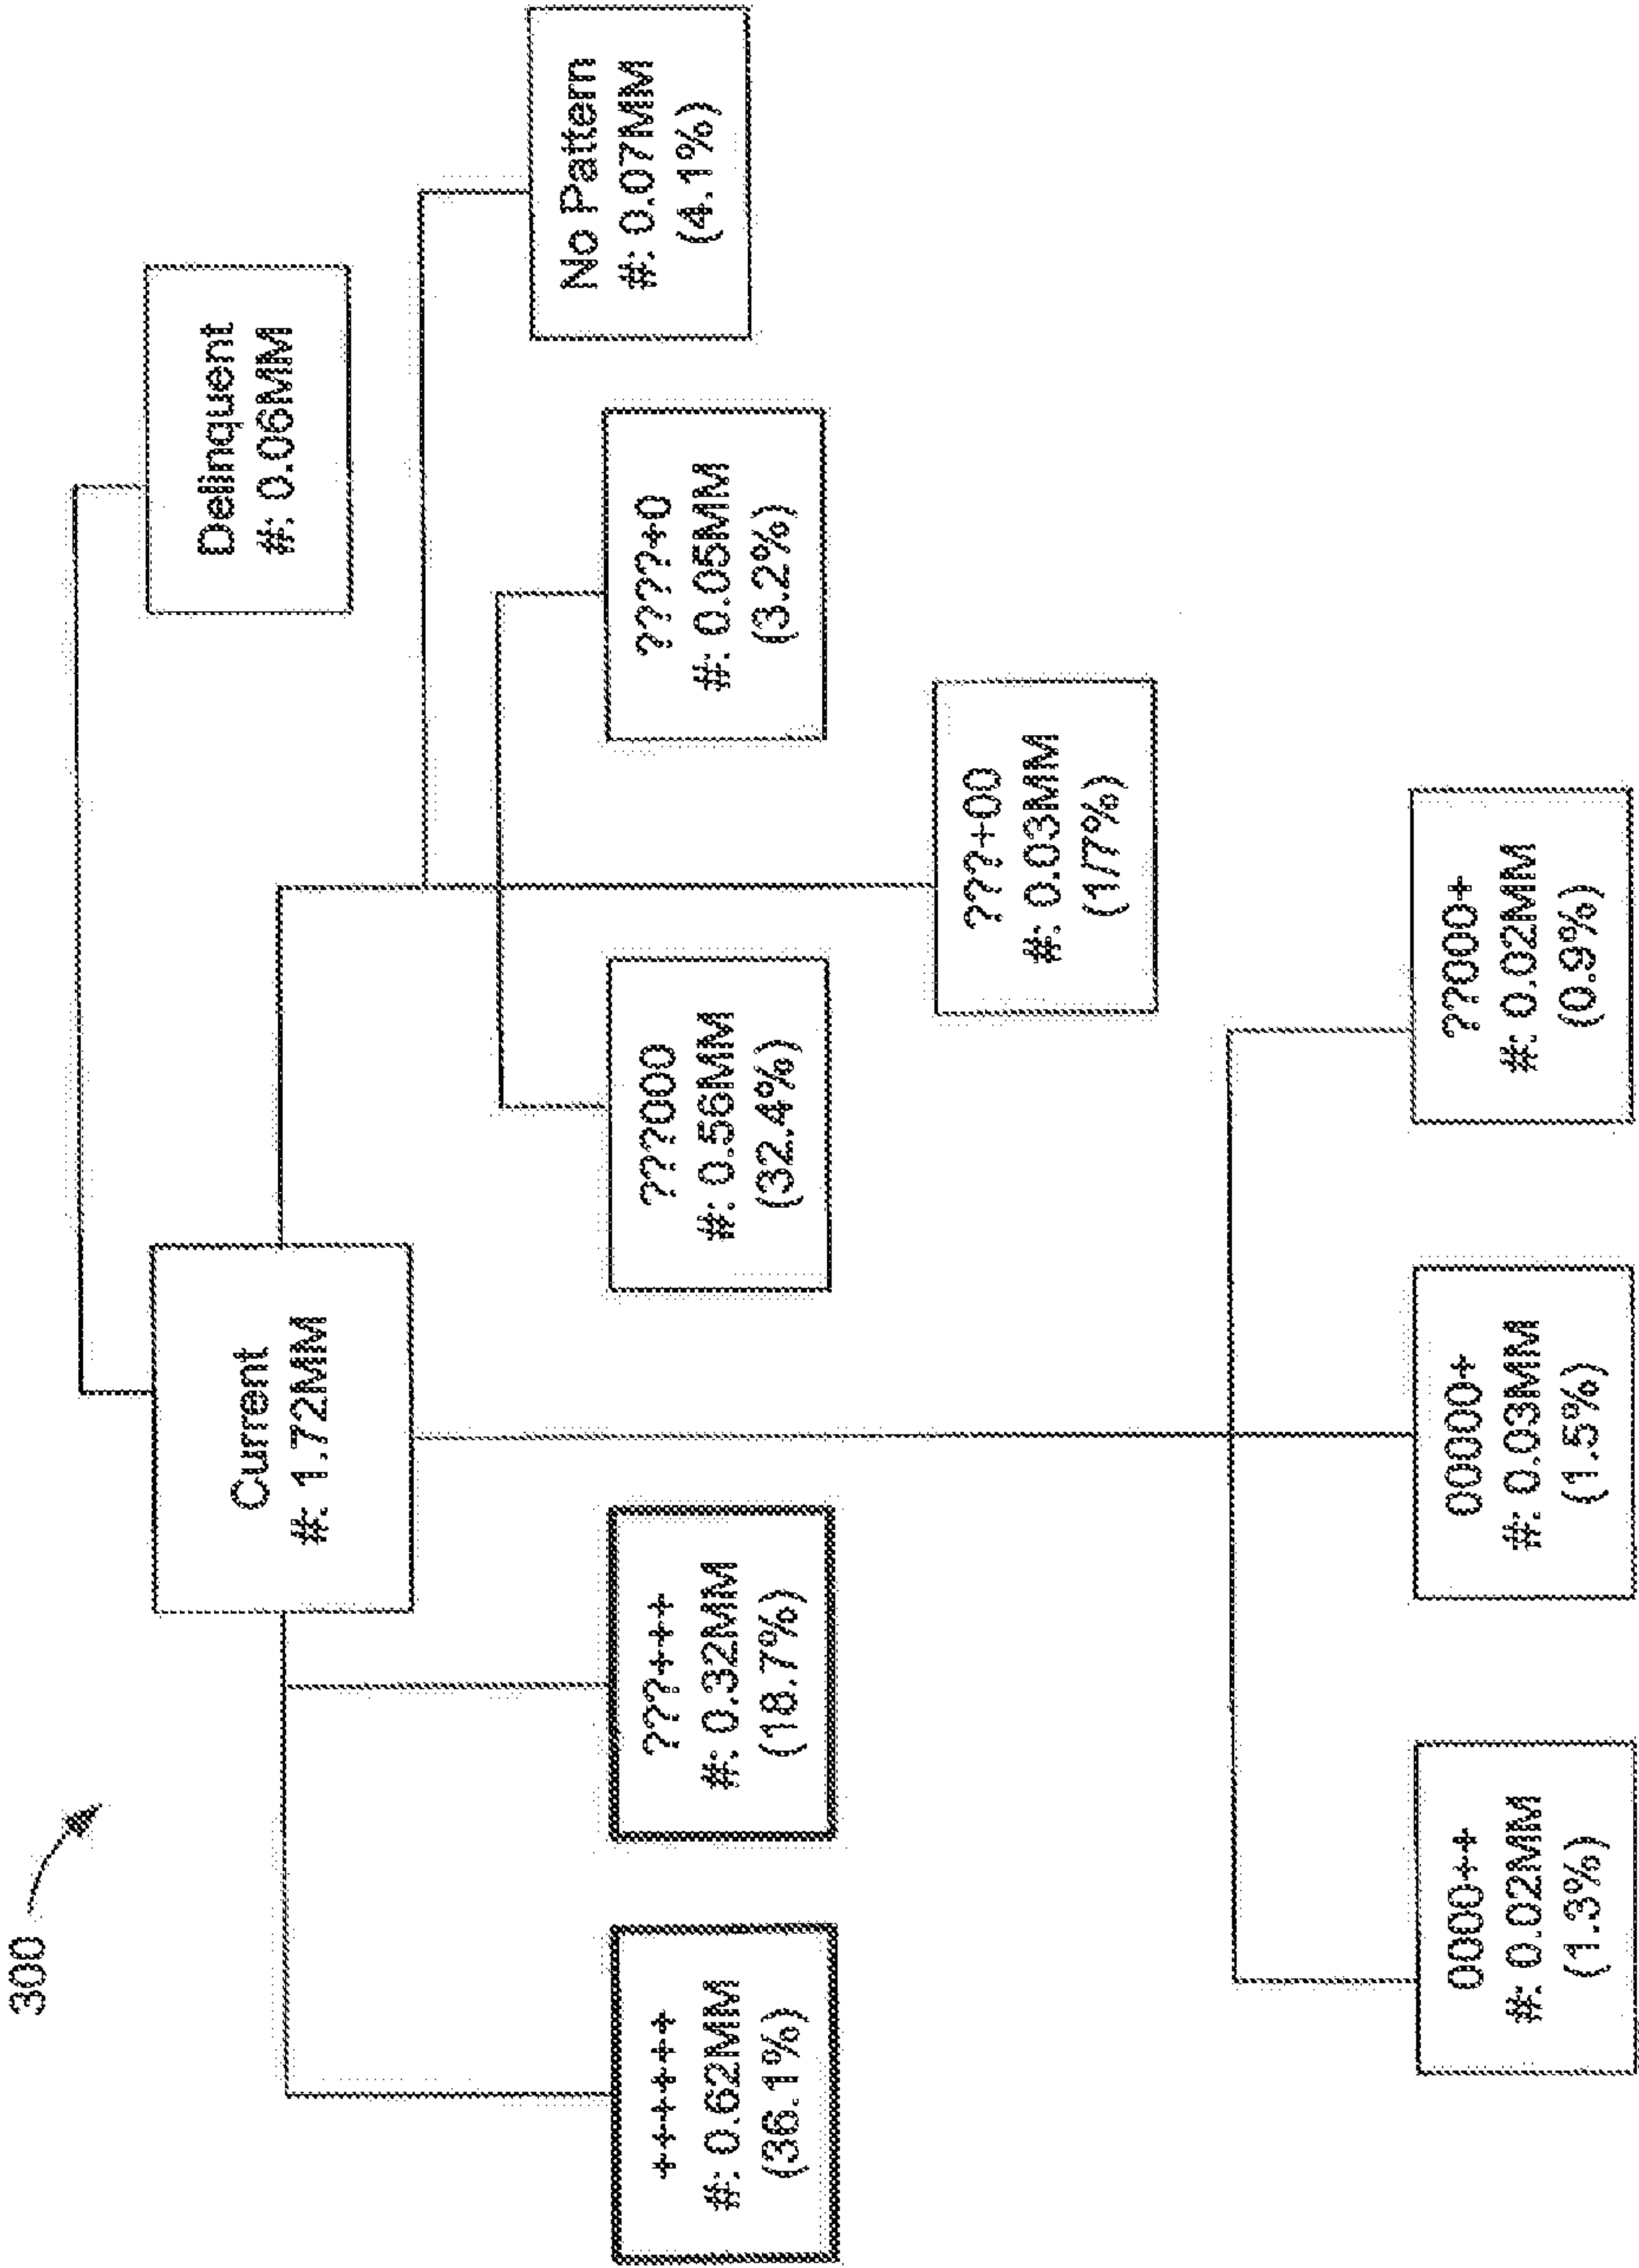 300
Current
#: 1.72MM
Delinquent
#: 0.06MM
++++++
#: 0.62MM
(36.1%)
???+++
#: 0.32MM
(18.7%)
???000
#: 0.56MM
(32.4%)
????+0
#: 0.05MM
(3.2%)
No Pattern
#: 0.07MM
(4.1%)
???+00
#: 0.03MM
(1/7%)
0000++
#: 0.02MM
(1.3%)
00000+
#: 0.03MM
(1.5%)
??000+
#: 0.02MM
(0.9%)